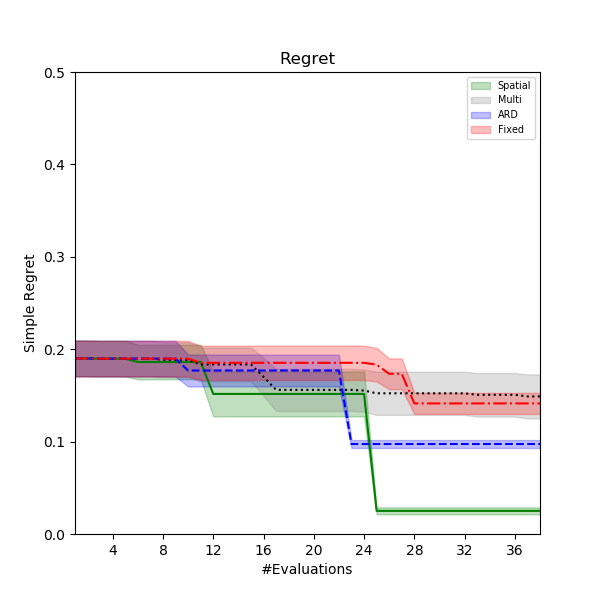 Regret
0.5
0.4
0.3
0.2
0.1
0.0
Simple Regret
Spatial
Multi
ARD
Fixed
4 8 12 16 20 24 28 32 36
#Evaluations